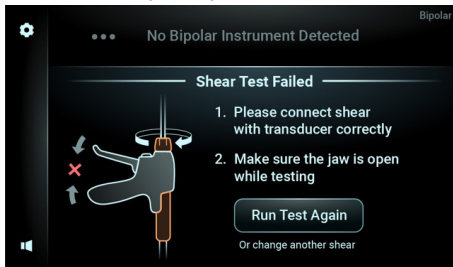 Bipolar
No Bipolar Instrument Detected
Shear Test Failed
1. Please connect shear
with transducer correctly
2. Make sure the jaw is open
while testing
Run Test Again
Or change another shear